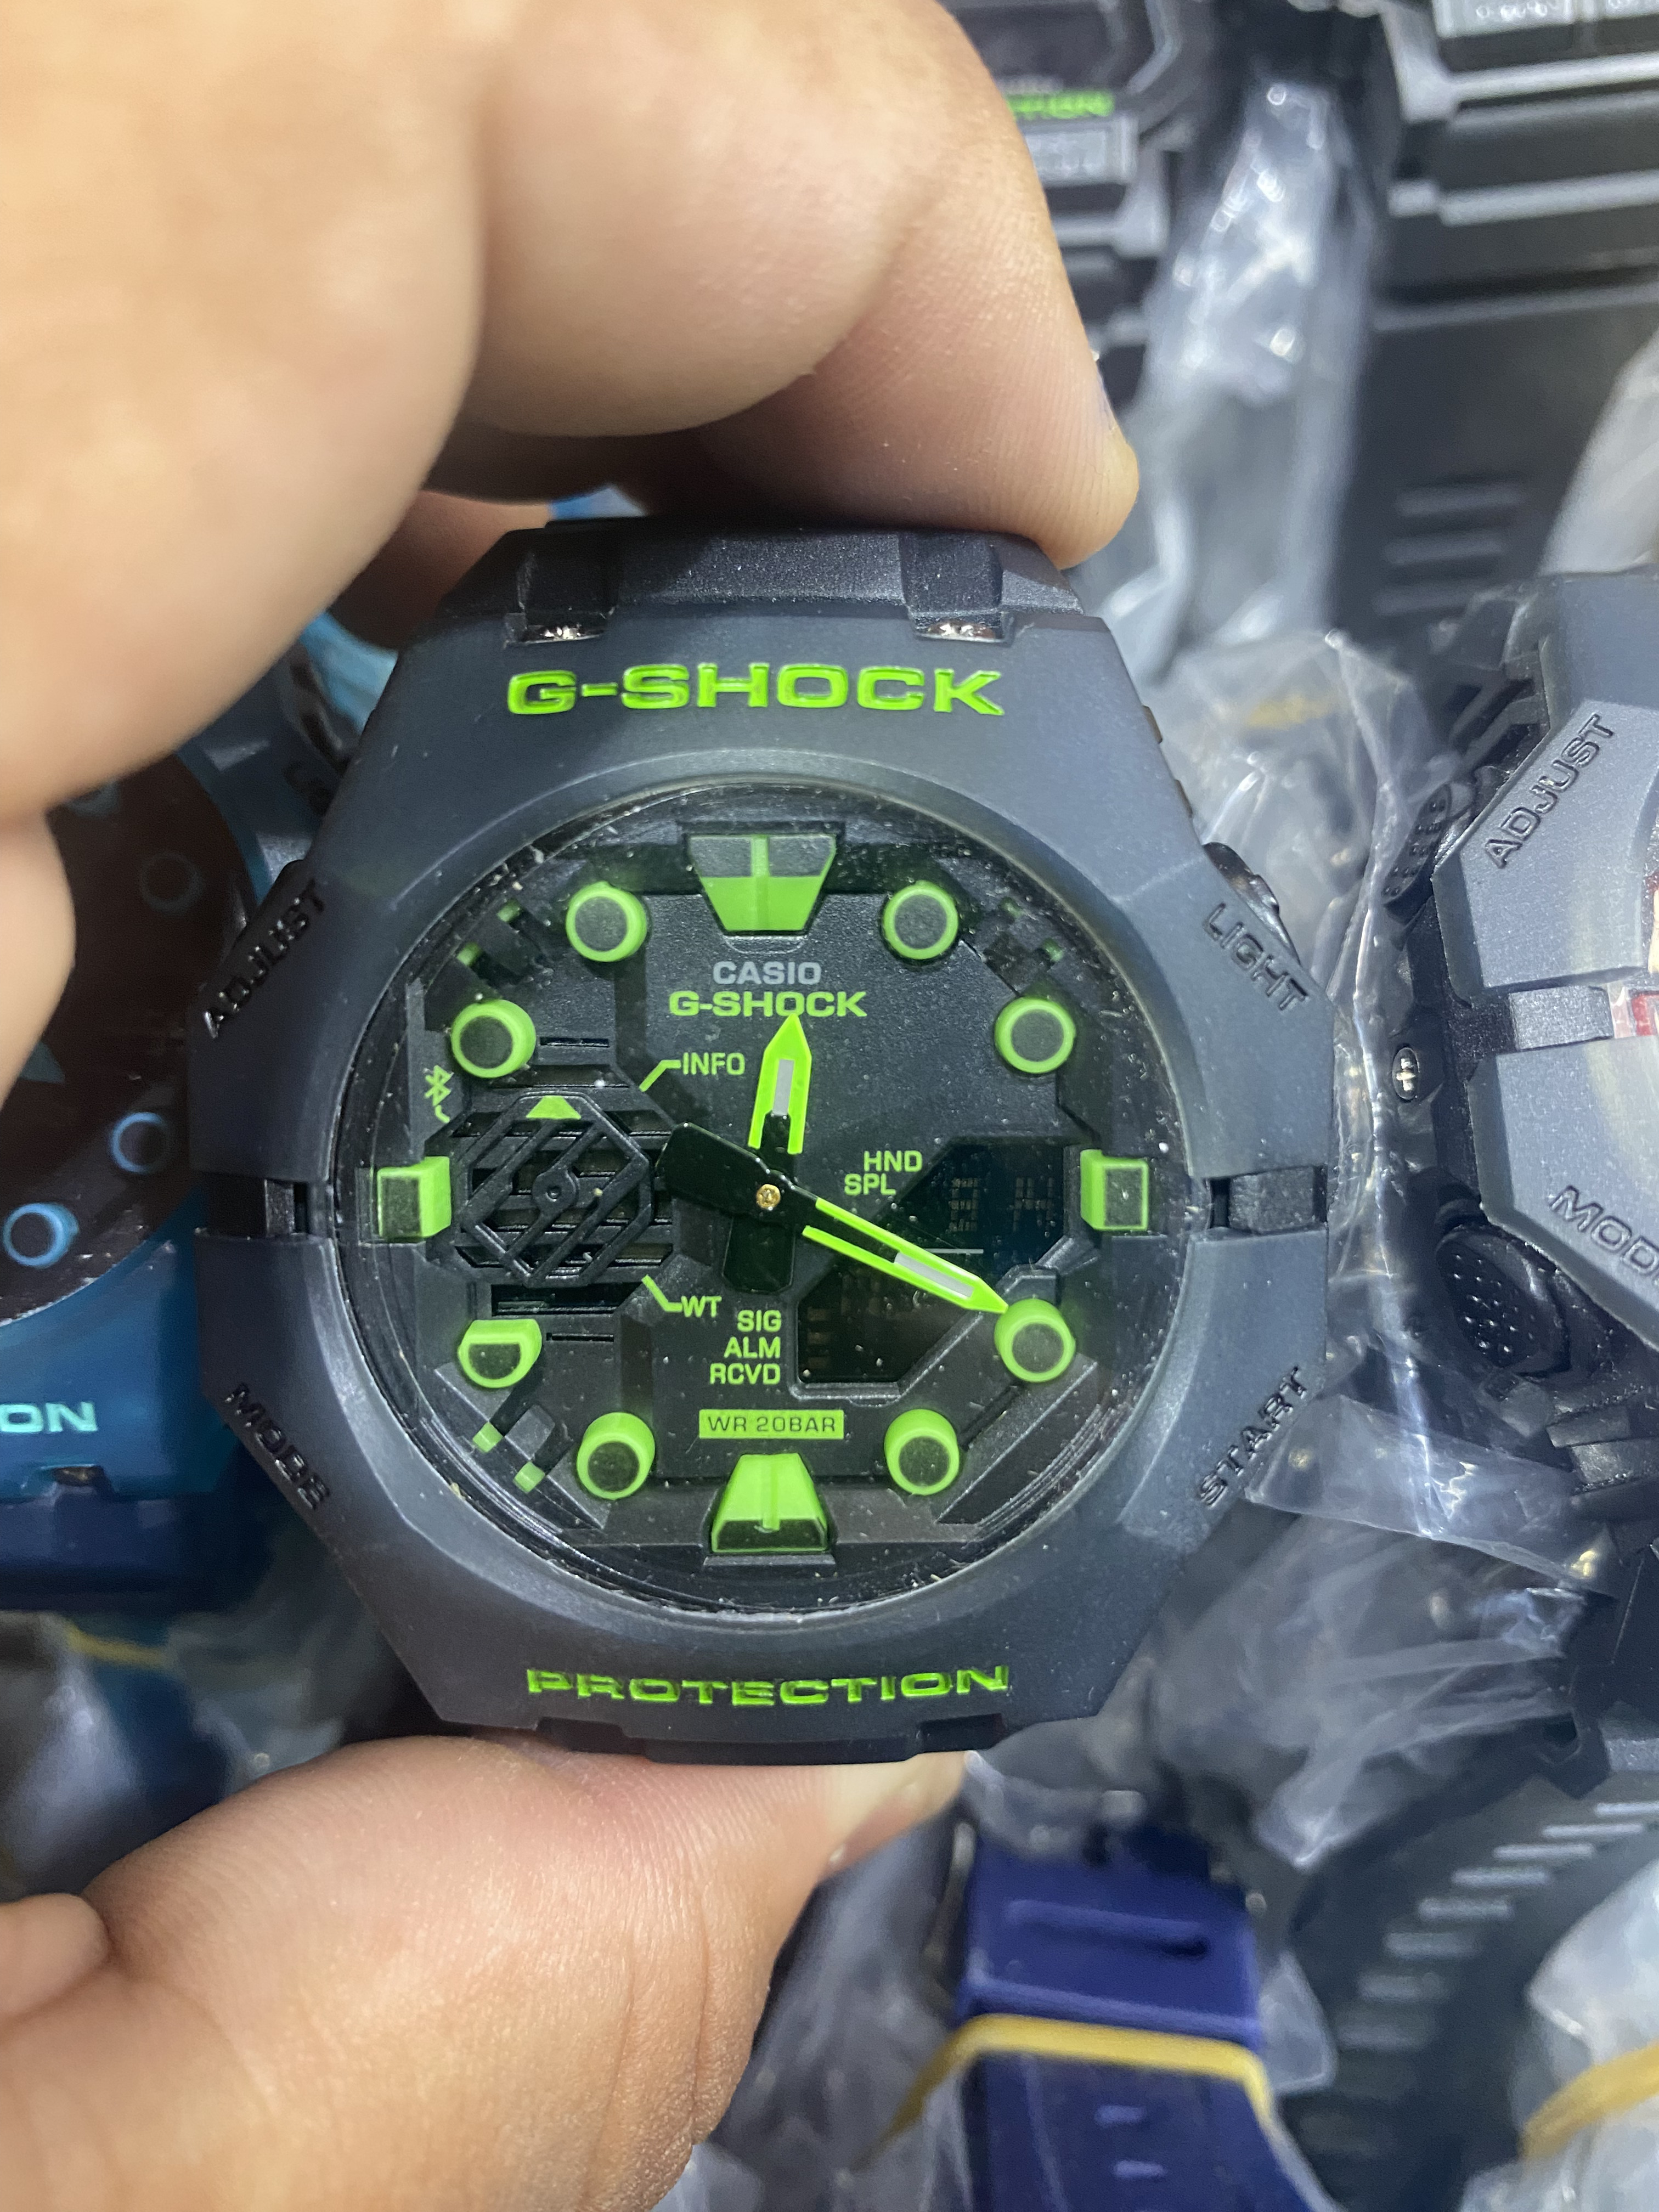 G-SHOCK
ADJUST
LIGHT
CASIO
G-SHOCK
INFO
HND
SPL
WT
SIG
ALM
RCVD
WR 20BAR
MODE
START
PROTECTION
ADJUST